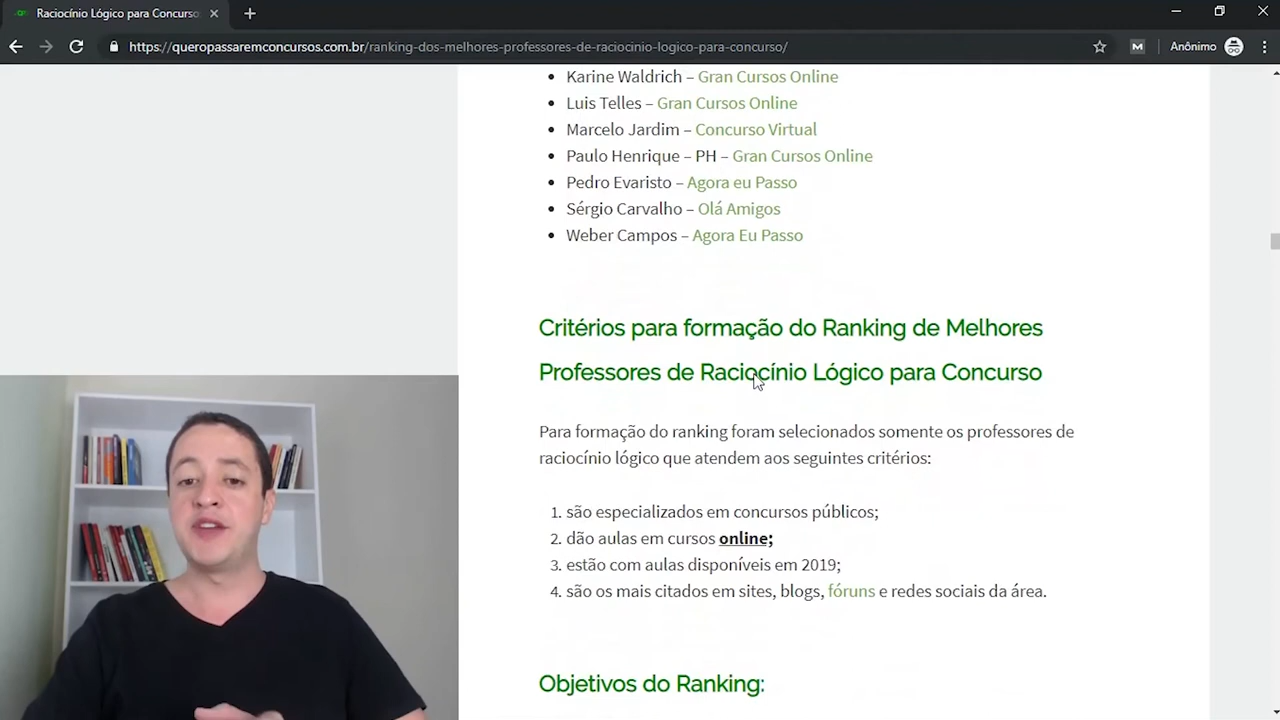 Raciocínio Lógico para Concurso
https://queropassaremconcursos.com.br/ranking-dos-melhores-professores-de-raciocinio-logico-para-concurso/
M
Anônimo
Karine Waldrich – Gran Cursos Online
Luis Telles – Gran Cursos Online
Marcelo Jardim – Concurso Virtual
Paulo Henrique – PH – Gran Cursos Online
Pedro Evaristo – Agora eu Passo
Sérgio Carvalho – Olá Amigos
Weber Campos – Agora Eu Passo
Critérios para formação do Ranking de Melhores
Professores de Raciocínio Lógico para Concurso
Para formação do ranking foram selecionados somente os professores de
raciocínio lógico que atendem aos seguintes critérios:
1. são especializados em concursos públicos;
2. dão aulas em cursos online;
3. estão com aulas disponíveis em 2019;
4. são os mais citados em sites, blogs, fóruns e redes sociais da área.
Objetivos do Ranking: